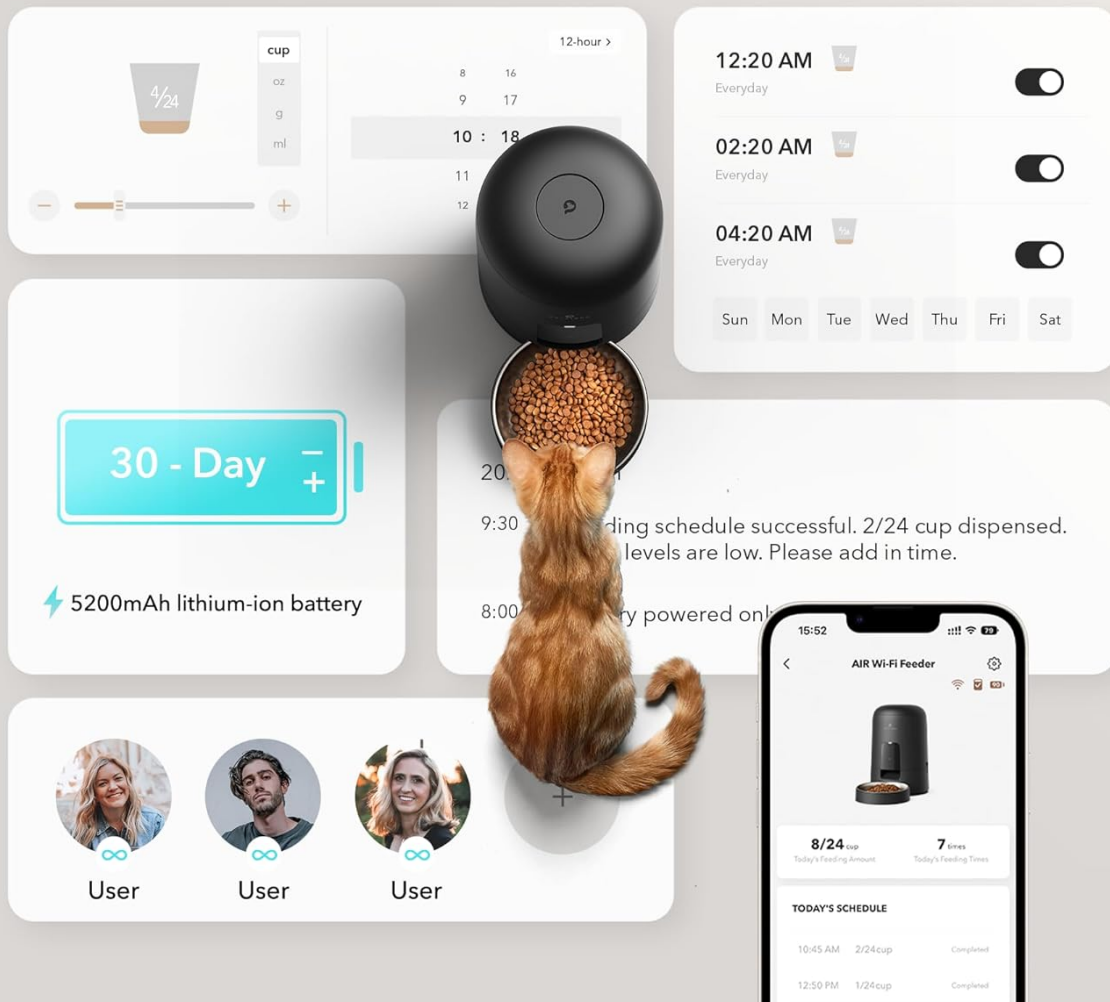 cup
oz
g
ml
4/24
12-hour >
8 16
9 17
10 : 18
11
12
12:20 AM
Everyday
02:20 AM
Everyday
04:20 AM
Everyday
Sun Mon Tue Wed Thu Fri Sat
30 - Day
5200mAh lithium-ion battery
9:30 ding schedule successful. 2/24 cup dispensed.
levels are low. Please add in time.
8:00 ry powered onl
User User User
15:52
79
AIR Wi-Fi Feeder
8/24 cup 7 times
Today's Feeding Amount Today's Feeding Times
TODAY'S SCHEDULE
10:45 AM 2/24cup Completed
12:50 PM 1/24cup Completed